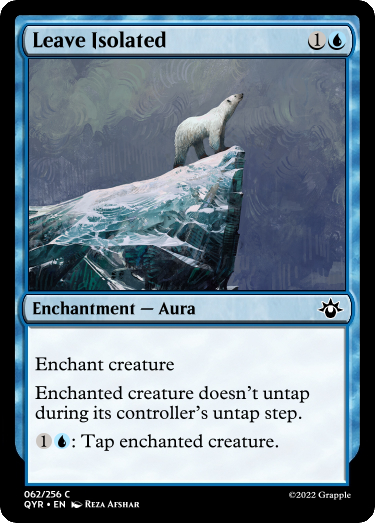 Leave Isolated 1
Enchantment — Aura
Enchant creature
Enchanted creature doesn't untap
during its controller's untap step.
1 : Tap enchanted creature.
062/256 C
QYR • EN Reza Afshar
©2022 Grapple